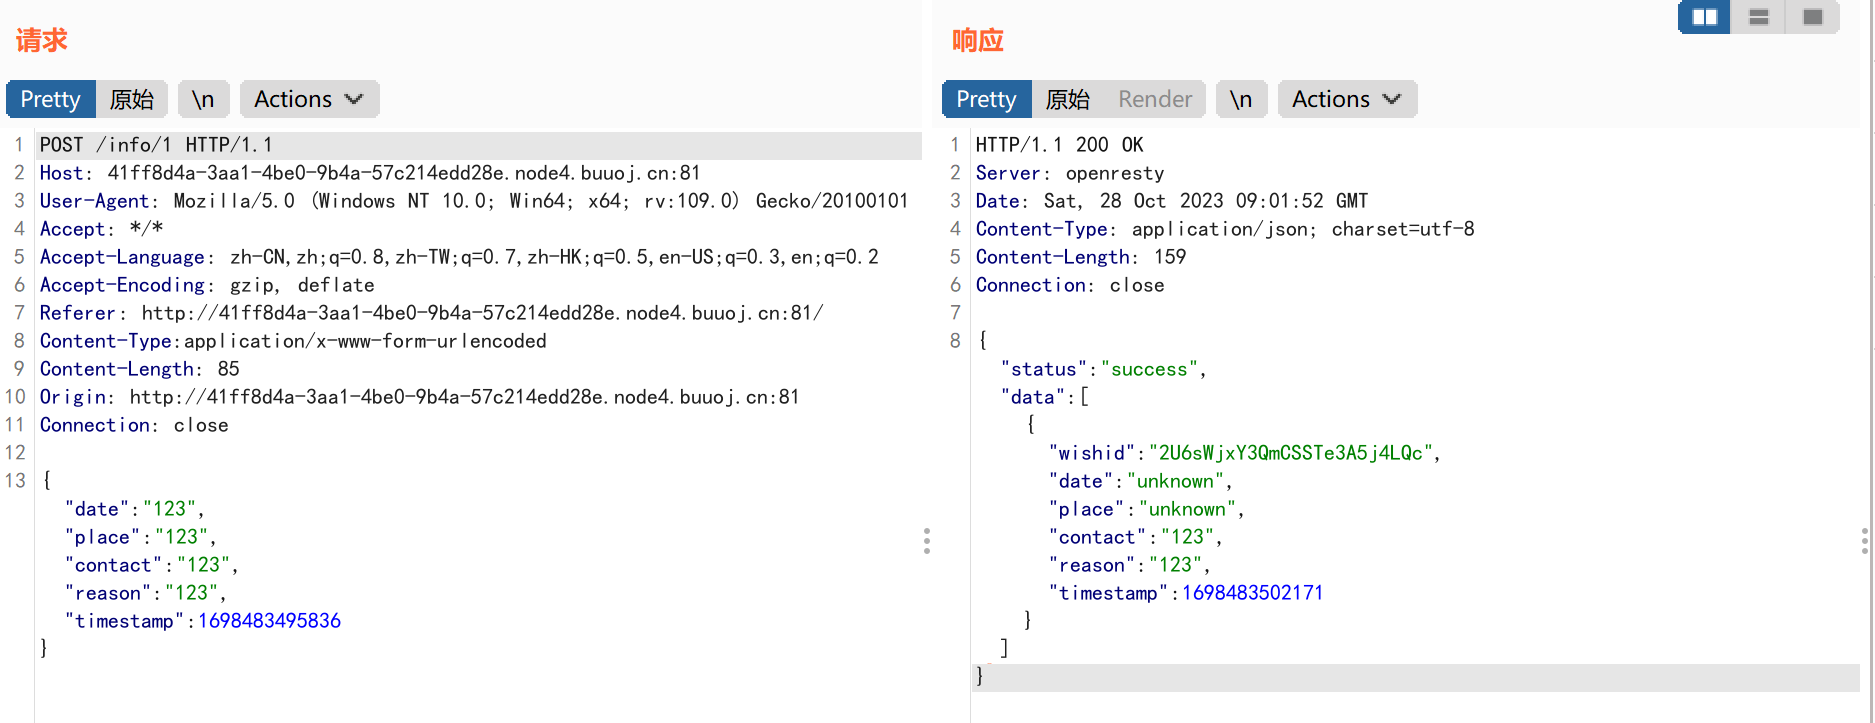 请求
Pretty 原始 \n Actions
1 POST /info/1 HTTP/1.1
2 Host: 41ff8d4a-3aa1-4be0-9b4a-57c214edd28e.node4.buuoj.cn:81
3 User-Agent: Mozilla/5.0 (Windows NT 10.0; Win64; x64; rv:109.0) Gecko/20100101
4 Accept: */*
5 Accept-Language: zh-CN,zh;q=0.8,zh-TW;q=0.7,zh-HK;q=0.5,en-US;q=0.3,en;q=0.2
6 Accept-Encoding: gzip, deflate
7 Referer: http://41ff8d4a-3aa1-4be0-9b4a-57c214edd28e.node4.buuoj.cn:81/
8 Content-Type:application/x-www-form-urlencoded
9 Content-Length: 85
10 Origin: http://41ff8d4a-3aa1-4be0-9b4a-57c214edd28e.node4.buuoj.cn:81
11 Connection: close
12
13 {
"date":"123",
"place":"123",
"contact":"123",
"reason":"123",
"timestamp":1698483495836
}
响应
Pretty 原始 Render \n Actions
1 HTTP/1.1 200 OK
2 Server: openresty
3 Date: Sat, 28 Oct 2023 09:01:52 GMT
4 Content-Type: application/json; charset=utf-8
5 Content-Length: 159
6 Connection: close
7
8 {
"status":"success",
"data":[
{
"wishid":"2U6sWjxY3QmCSSTe3A5j4LQc",
"date":"unknown",
"place":"unknown",
"contact":"123",
"reason":"123",
"timestamp":1698483502171
}
]
}